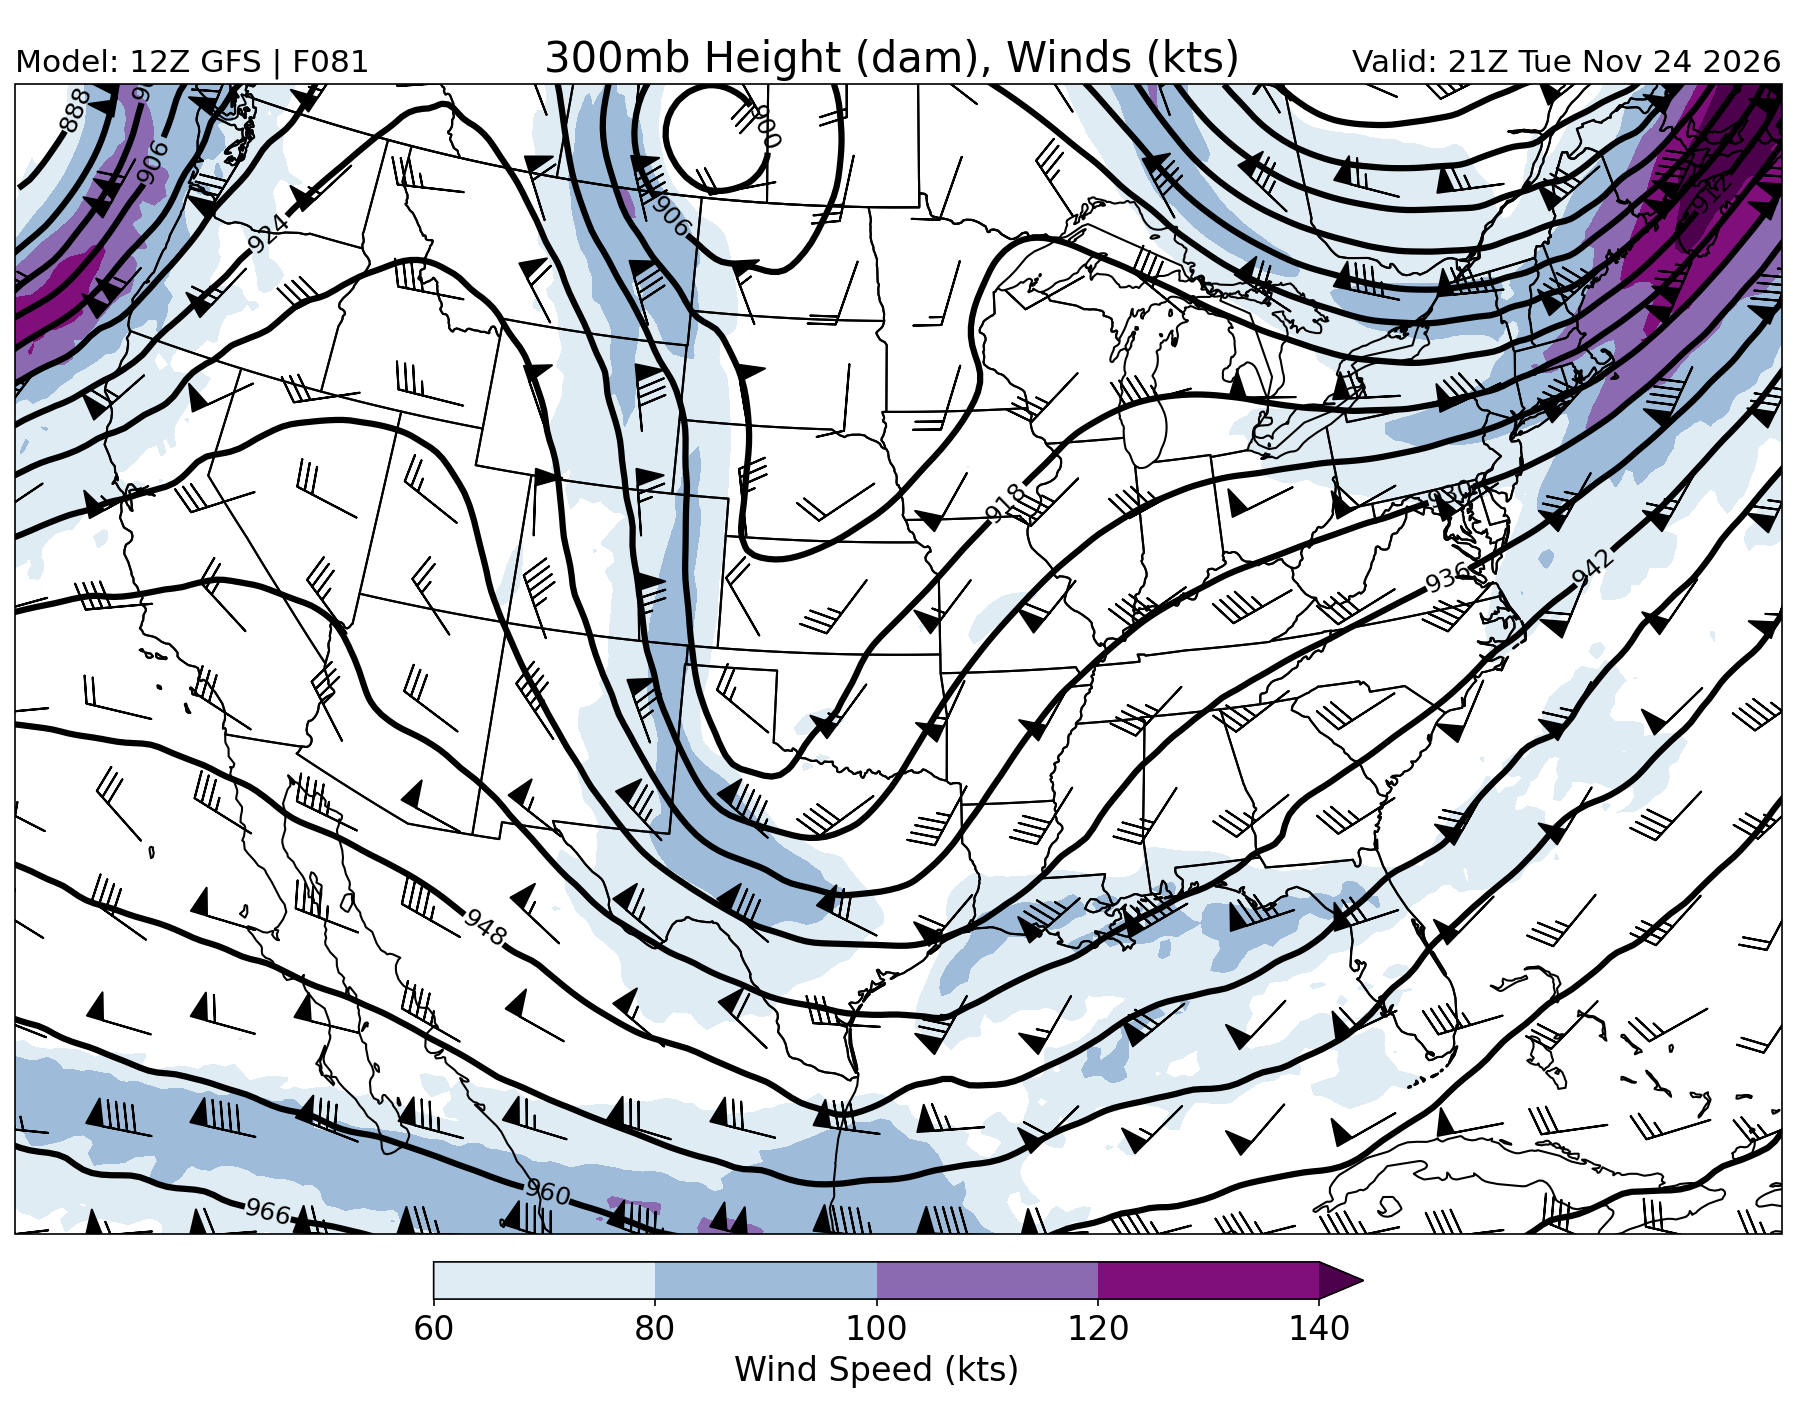 Model: 12Z GFS | F081
300mb Height (dam), Winds (kts)
Valid: 21Z Tue Nov 24 2026
888
900
906
912
906
924
918
930
942
936
948
960
966
60 80 100 120 140
Wind Speed (kts)